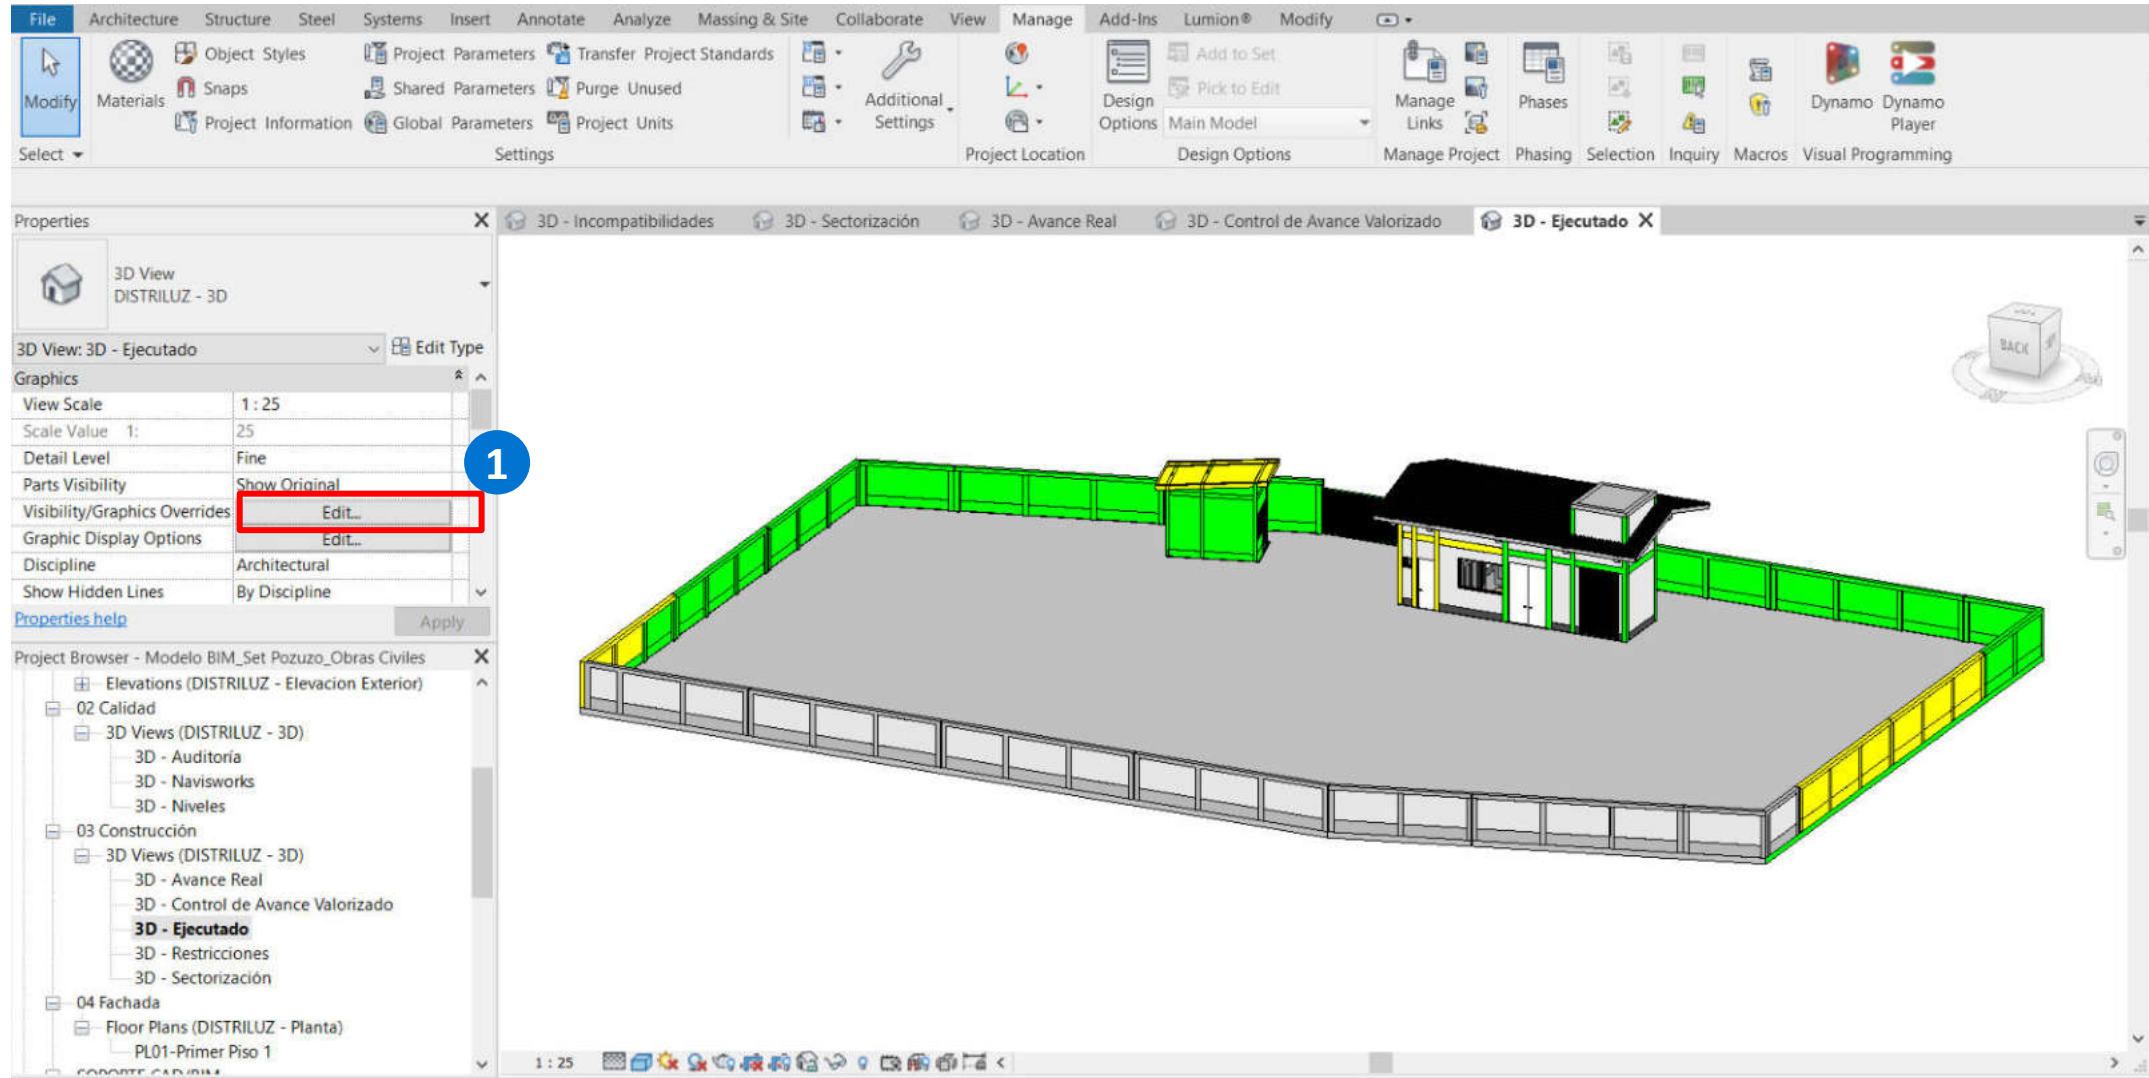 File Architecture Structure Steel Systems Insert Annotate Analyze Massing & Site Collaborate View Manage Add-Ins Lumion® Modify
Modify
Materials
Object Styles
Snaps
Project Information
Project Parameters
Shared Parameters
Global Parameters
Transfer Project Standards
Purge Unused
Project Units
Additional
Settings
Design
Options
Add to Set
Pick to Edit
Main Model
Manage
Links
Phases
Dynamo
Dynamo
Player
Select Settings Project Location Design Options Manage Project Phasing Selection Inquiry Macros Visual Programming
Properties X
3D - Incompatibilidades 3D - Sectorización 3D - Avance Real 3D - Control de Avance Valorizado 3D - Ejecutado X
3D View
DISTRILUZ - 3D
3D View: 3D - Ejecutado Edit Type
Graphics
View Scale 1 : 25
Scale Value 1: 25
Detail Level Fine
Parts Visibility Show Original
Visibility/Graphics Overrides Edit...
Graphic Display Options Edit...
Discipline Architectural
Show Hidden Lines By Discipline
Properties help Apply
1
BACK
Project Browser - Modelo BIM_Set Pozuzo_Obras Civiles X
Elevations (DISTRILUZ - Elevacion Exterior)
02 Calidad
3D Views (DISTRILUZ - 3D)
3D - Auditoría
3D - Navisworks
3D - Niveles
03 Construcción
3D Views (DISTRILUZ - 3D)
3D - Avance Real
3D - Control de Avance Valorizado
3D - Ejecutado
3D - Restricciones
3D - Sectorización
04 Fachada
Floor Plans (DISTRILUZ - Planta)
PL01-Primer Piso 1
SOPORTE CAD/BIM
1 : 25